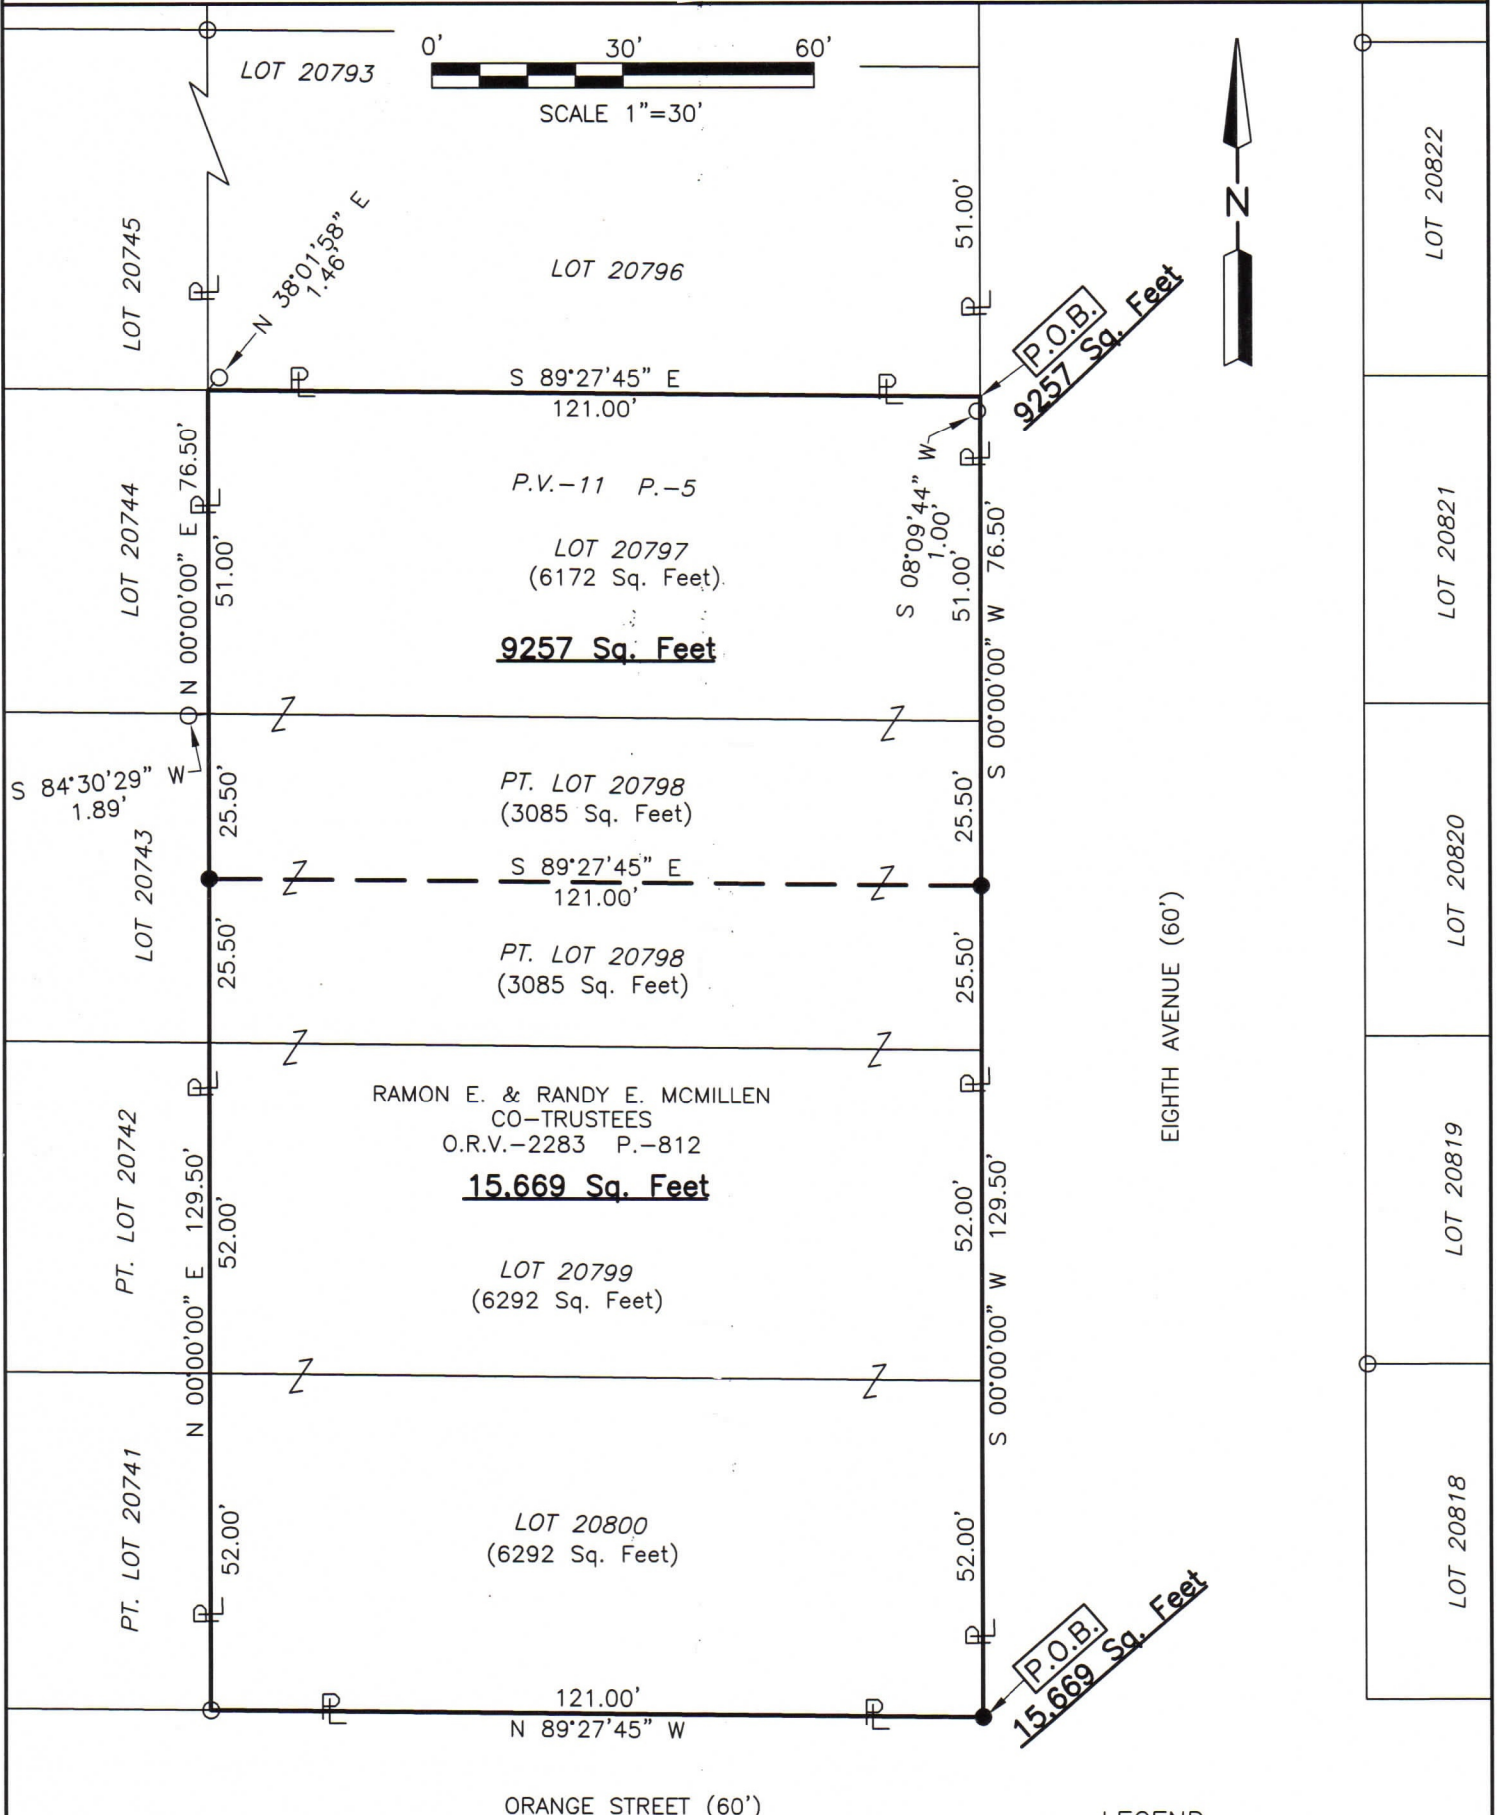 0' 30' 60'
SCALE 1"=30'
LOT 20793
LOT 20745
N 38°01'58" E
1.46'
LOT 20796
51.00'
N
LOT 20822
P.O.B.
9257 Sq. Feet
S 89°27'45" E
121.00'
LOT 20744
N 00°00'00" E 76.50'
51.00'
P.V.-11 P.-5
LOT 20797
(6172 Sq. Feet)
9257 Sq. Feet
S 08°09'44" W
1.00'
51.00'
S 00°00'00" W 76.50'
LOT 20821
S 84°30'29" W
1.89'
25.50'
PT. LOT 20798
(3085 Sq. Feet)
25.50'
S 89°27'45" E
121.00'
LOT 20743
25.50'
PT. LOT 20798
(3085 Sq. Feet)
25.50'
EIGHTH AVENUE (60')
LOT 20820
RAMON E. & RANDY E. MCMILLEN
CO-TRUSTEES
O.R.V.-2283 P.-812
15,669 Sq. Feet
PT. LOT 20742
N 00°00'00" E 129.50'
52.00'
LOT 20799
(6292 Sq. Feet)
52.00'
S 00°00'00" W 129.50'
LOT 20819
PT. LOT 20741
52.00'
LOT 20800
(6292 Sq. Feet)
52.00'
LOT 20818
P.O.B.
15,669 Sq. Feet
121.00'
N 89°27'45" W
ORANGE STREET (60')
LEGEND